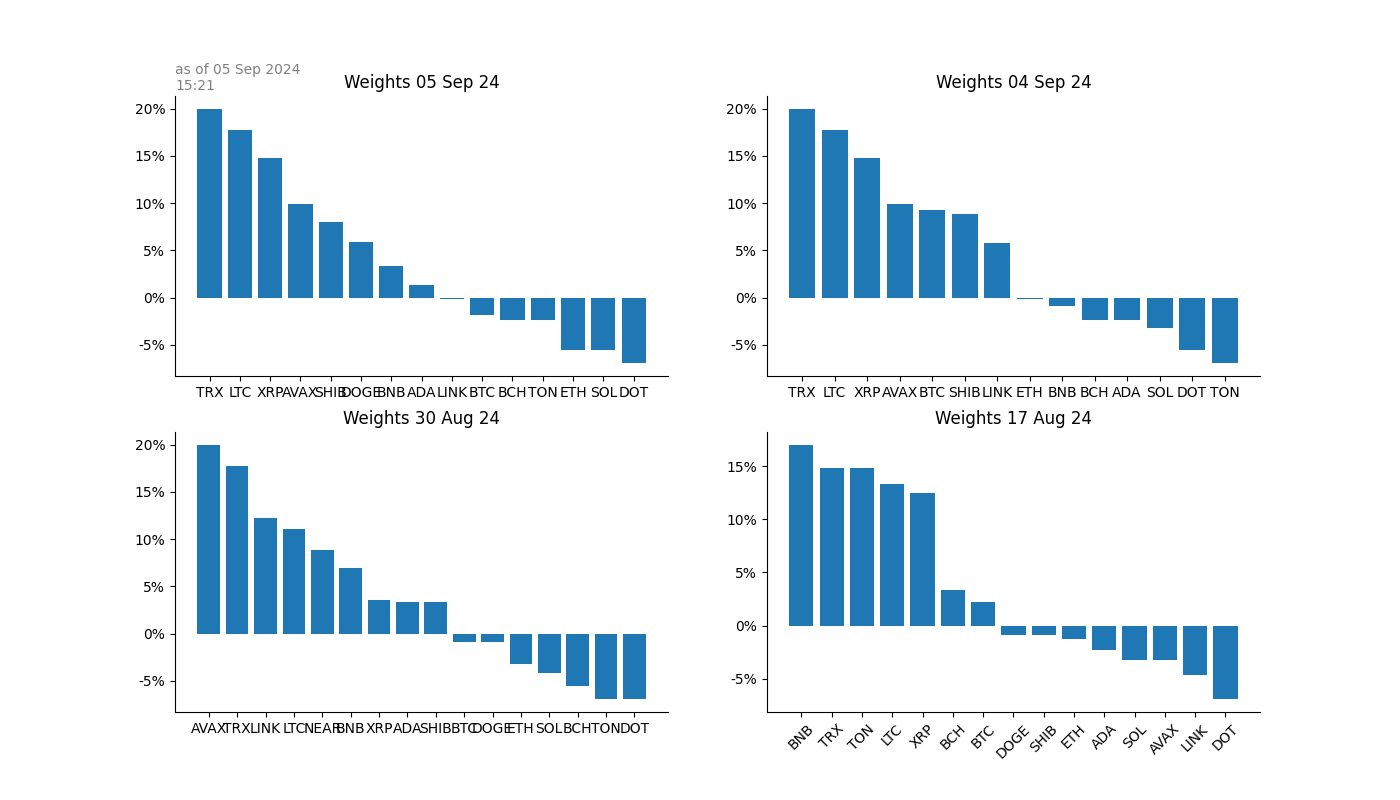 as of 05 Sep 2024
15:21
Weights 05 Sep 24
20%
15%
10%
5%
0%
-5%
TRX LTC XRP AVAX SHIB DOGE BNB ADA LINK BTC BCH TON ETH SOL DOT
Weights 04 Sep 24
20%
15%
10%
5%
0%
-5%
TRX LTC XRP AVAX BTC SHIB LINK ETH BNB BCH ADA SOL DOT TON
Weights 30 Aug 24
20%
15%
10%
5%
0%
-5%
AVAX TRX LINK LTC NEAR BNB XRP ADA SHIB BTC DOGE ETH SOL BCH TON DOT
Weights 17 Aug 24
15%
10%
5%
0%
-5%
BNB TRX TON LTC XRP BCH BTC DOGE SHIB ETH ADA SOL AVAX LINK DOT